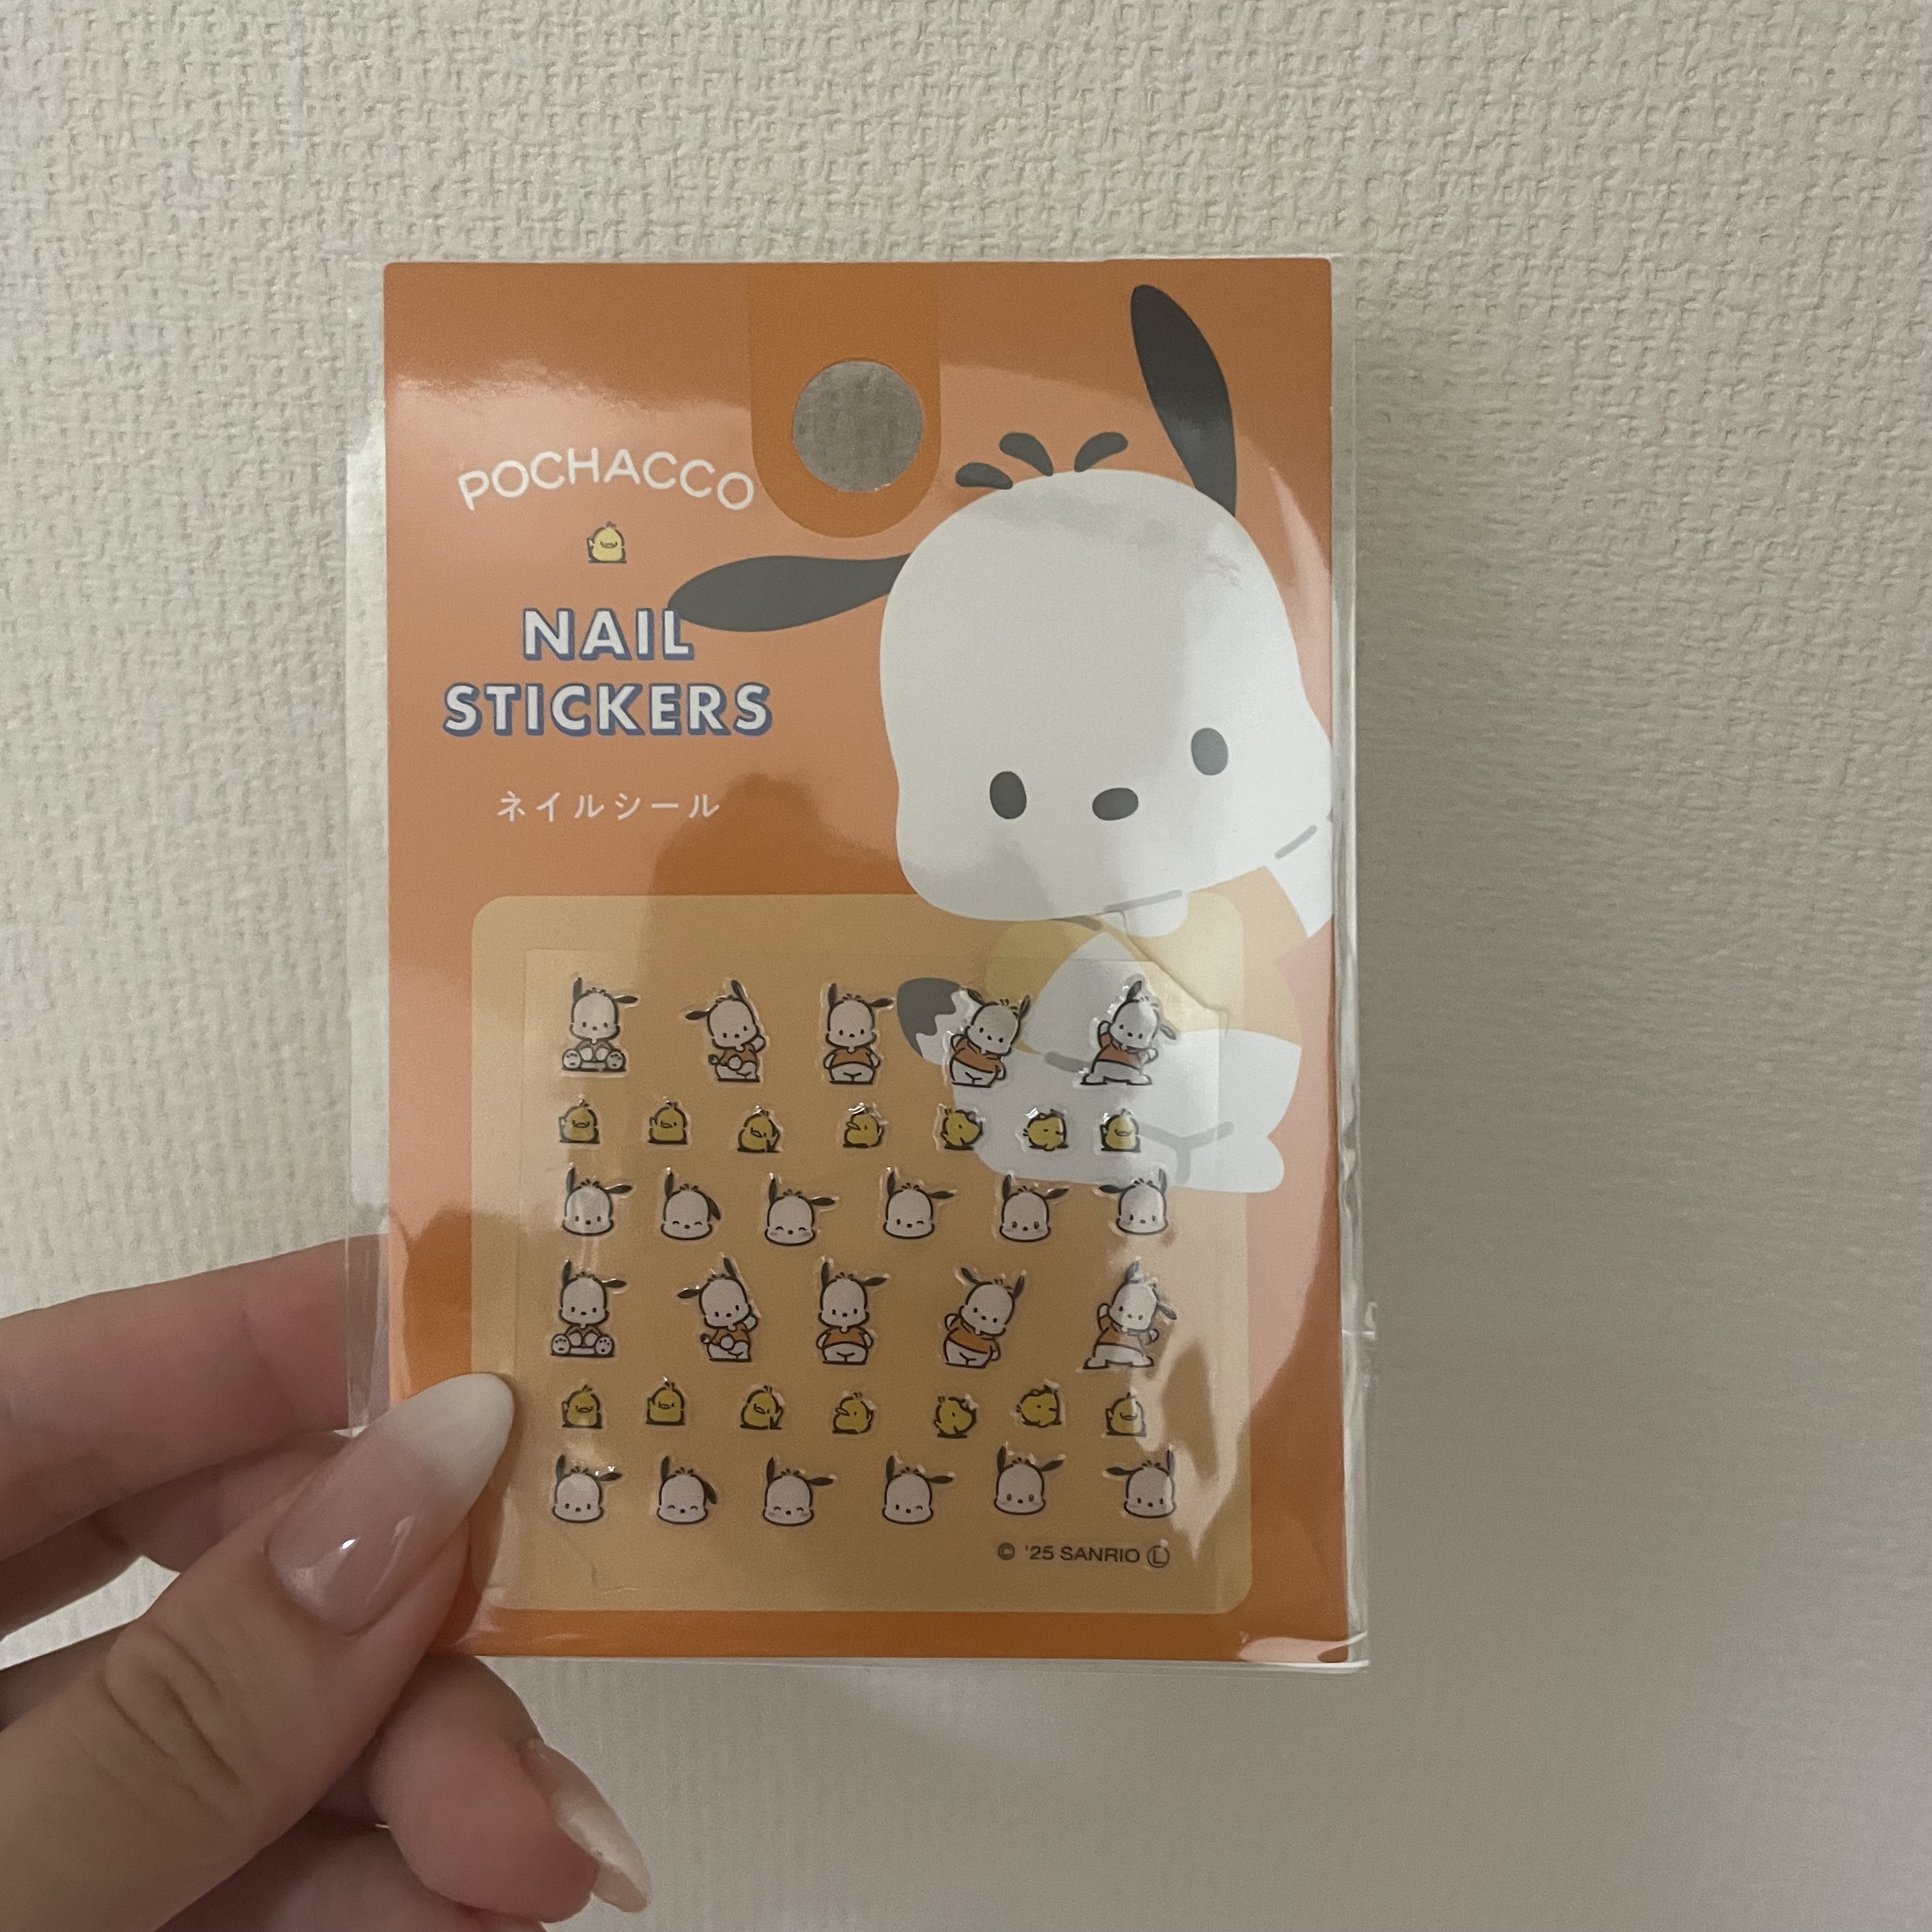 POCHACCO
NAIL
STICKERS
ネイルシール
© '25 SANRIO Ⓛ